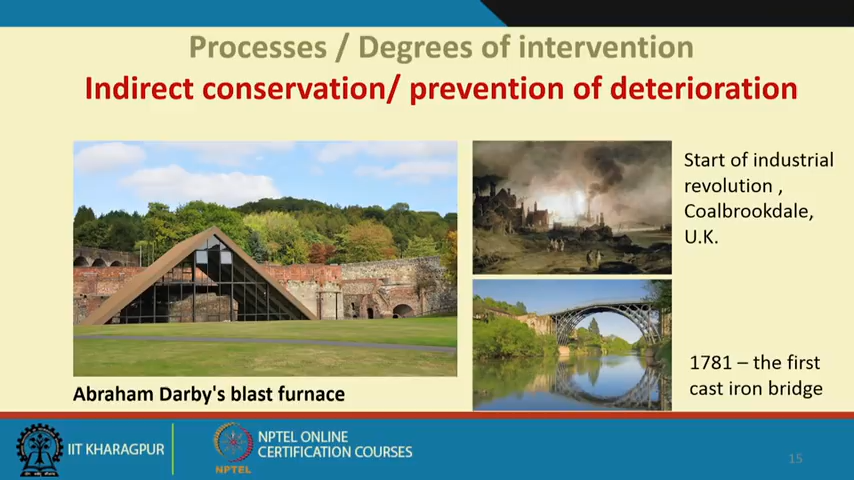 Processes / Degrees of intervention
Indirect conservation/ prevention of deterioration
Start of industrial
revolution ,
Coalbrookdale,
U.K.
1781 – the first
cast iron bridge
Abraham Darby's blast furnace
IIT KHARAGPUR
NPTEL
NPTEL ONLINE
CERTIFICATION COURSES
15